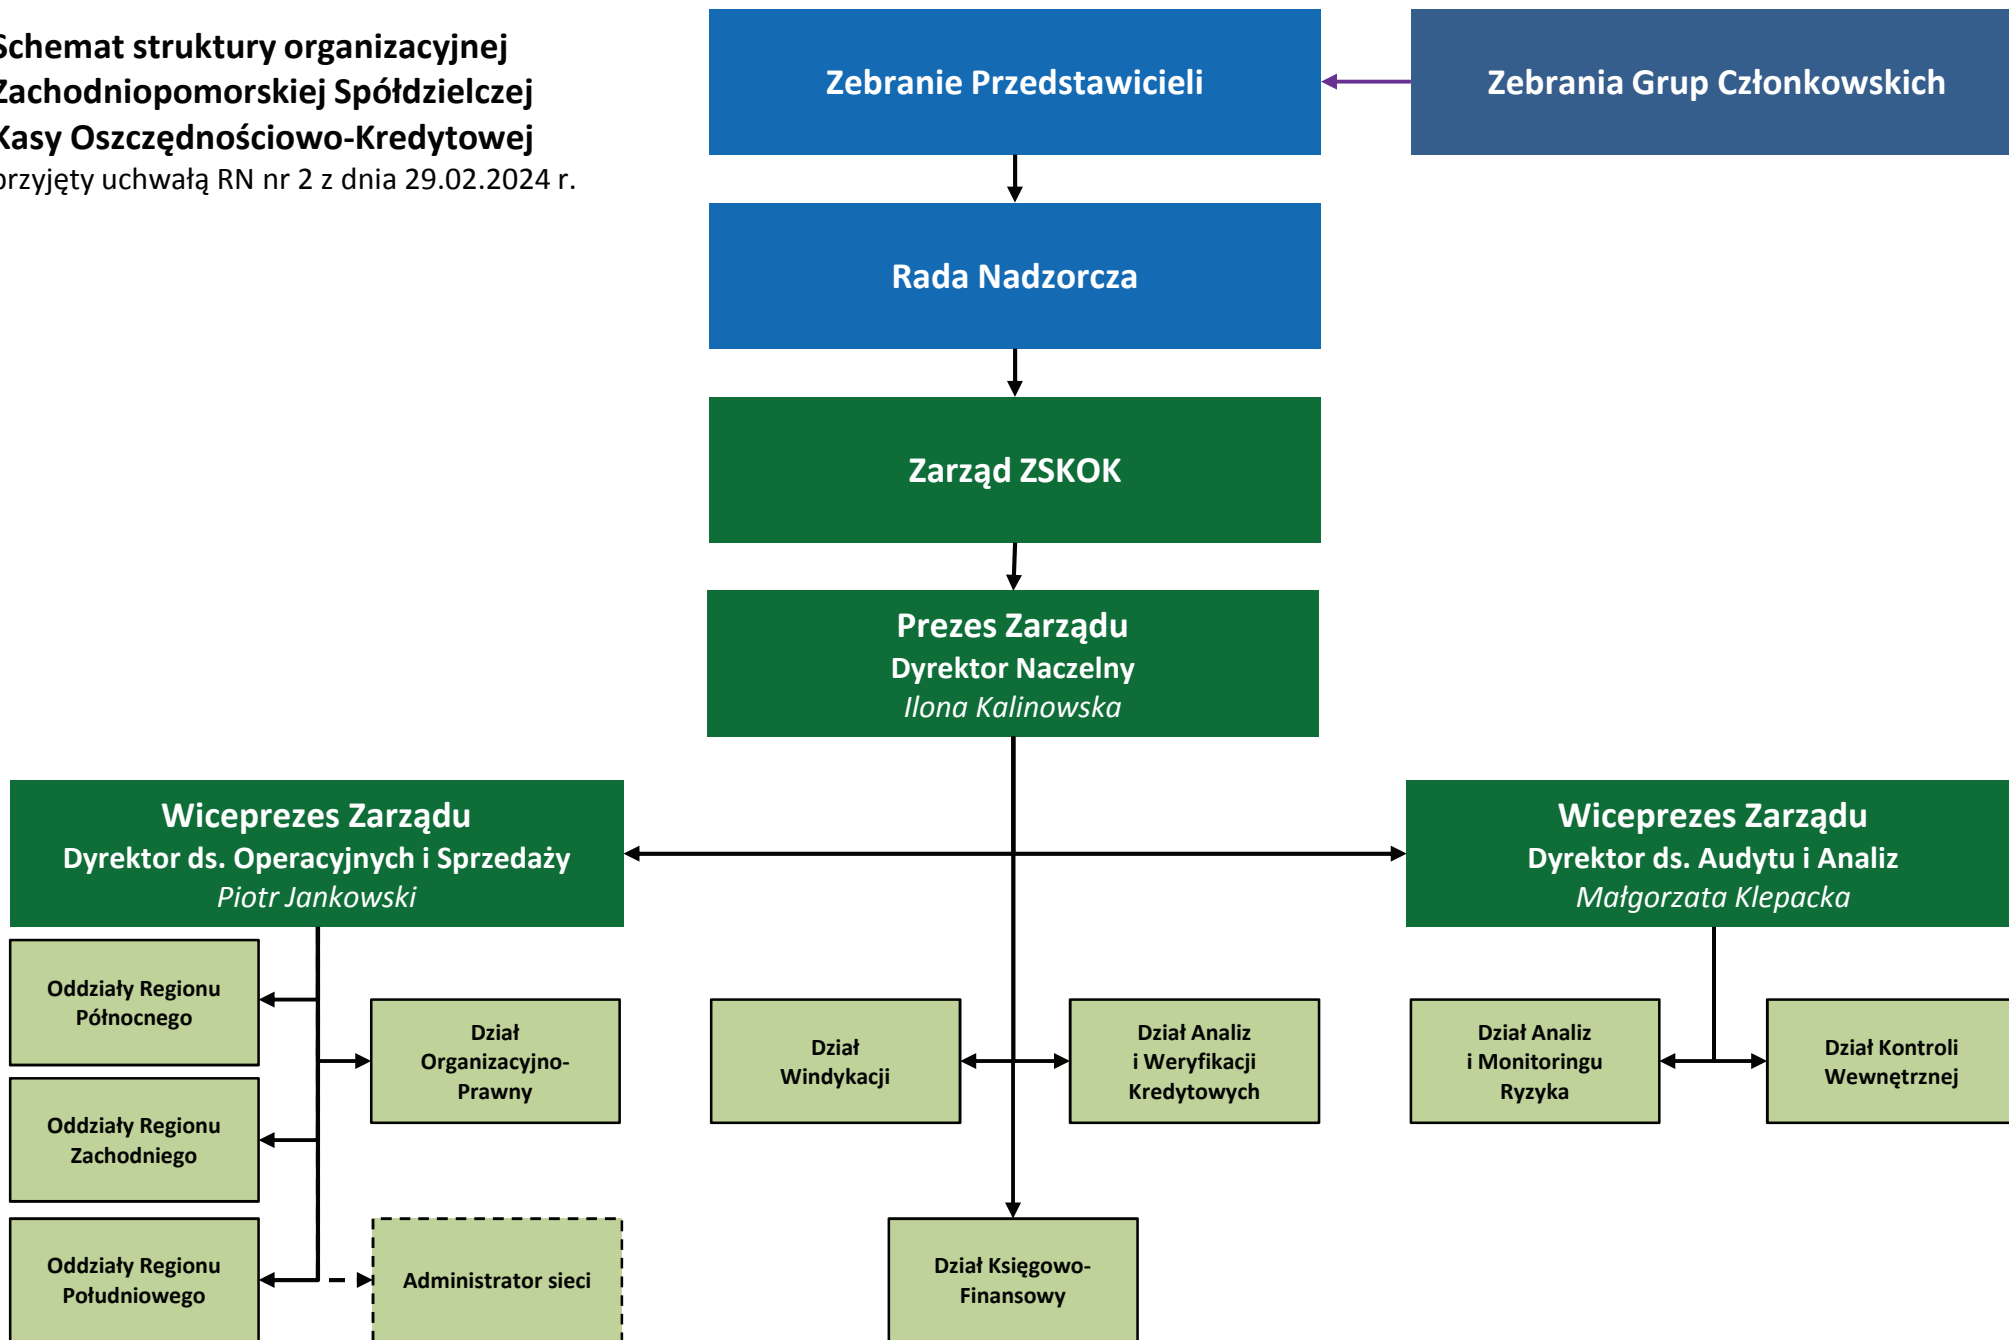 Schemat struktury organizacyjnej
Zachodniopomorskiej Spółdzielczej
Kasy Oszczędnościowo-Kredytowej
przyjęty uchwałą RN nr 2 z dnia 29.02.2024 r.
Zebranie Przedstawicieli
Zebrania Grup Członkowskich
Rada Nadzorcza
Zarząd ZSKOK
Prezes Zarządu
Dyrektor Naczelny
Ilona Kalinowska
Wiceprezes Zarządu
Dyrektor ds. Operacyjnych i Sprzedaży
Piotr Jankowski
Wiceprezes Zarządu
Dyrektor ds. Audytu i Analiz
Małgorzata Klepacka
Oddziały Regionu
Północnego
Dział
Organizacyjno-
Prawny
Dział
Windykacji
Dział Analiz
i Weryfikacji
Kredytowych
Dział Analiz
i Monitoringu
Ryzyka
Dział Kontroli
Wewnętrznej
Oddziały Regionu
Zachodniego
Oddziały Regionu
Południowego
Administrator sieci
Dział Księgowo-
Finansowy